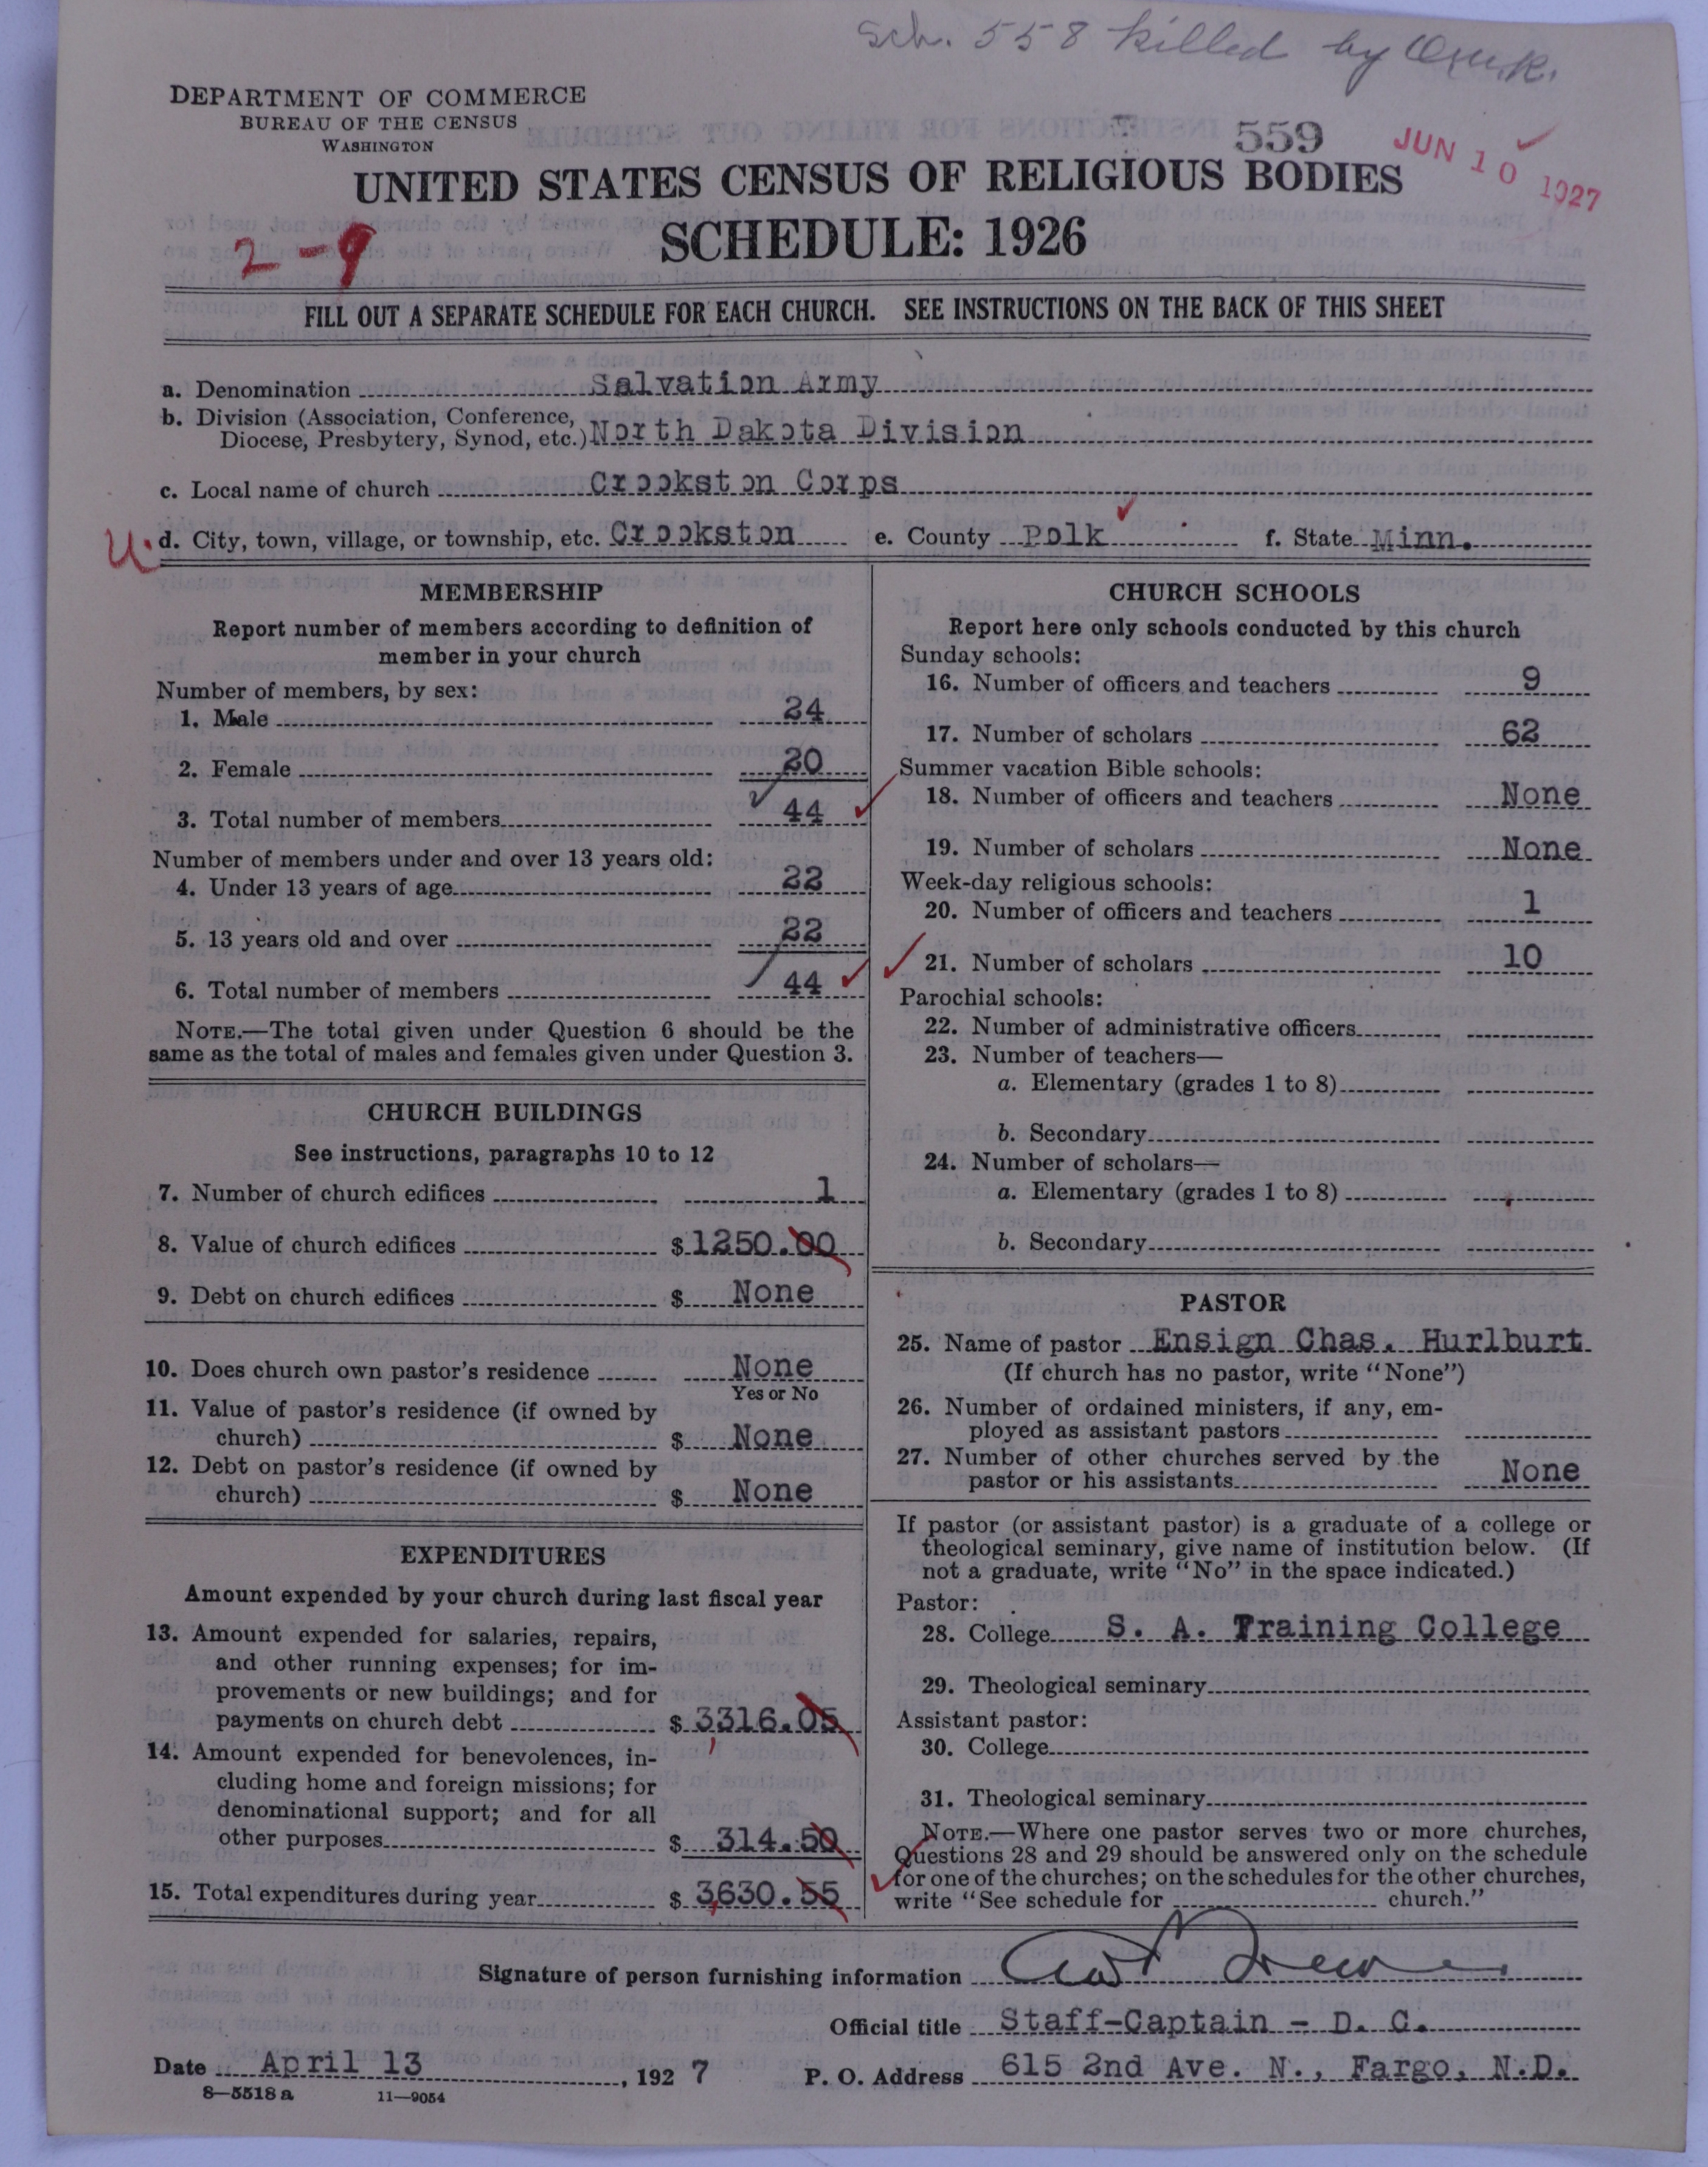 Sch. 558 killed by
DEPARTMENT OF COMMERCE
BUREAU OF THE CENSUS
WASHINGTON
559
JUN 10 1927
UNITED STATES CENSUS OF RELIGIOUS BODIES
2-9
SCHEDULE: 1926
FILL OUT A SEPARATE SCHEDULE FOR EACH CHURCH. SEE INSTRUCTIONS ON THE BACK OF THIS SHEET
a. Denomination Salvation Army
b. Division (Association, Conference,
Diocese, Presbytery, Synod, etc.) North Dakota Division
c. Local name of church Crookston Corps
U. d. City, town, village, or township, etc. Crookston e. County Polk f. State Minn.
MEMBERSHIP
Report number of members according to definition of
member in your church
Number of members, by sex:
1. Male 24
2. Female 20
3. Total number of members 44
Number of members under and over 13 years old:
4. Under 13 years of age 22
5. 13 years old and over 22
6. Total number of members 44
NOTE.—The total given under Question 6 should be the
same as the total of males and females given under Question 3.
CHURCH BUILDINGS
See instructions, paragraphs 10 to 12
7. Number of church edifices 1
8. Value of church edifices $ 1250.00
9. Debt on church edifices $ None
10. Does church own pastor's residence None
Yes or No
11. Value of pastor's residence (if owned by
church) $ None
12. Debt on pastor's residence (if owned by
church) $ None
EXPENDITURES
Amount expended by your church during last fiscal year
13. Amount expended for salaries, repairs,
and other running expenses; for im-
provements or new buildings; and for
payments on church debt $ 3316.05
14. Amount expended for benevolences, in-
cluding home and foreign missions; for
denominational support; and for all
other purposes $ 314.50
15. Total expenditures during year $ 3,630.55
CHURCH SCHOOLS
Report here only schools conducted by this church
Sunday schools:
16. Number of officers and teachers 9
17. Number of scholars 62
Summer vacation Bible schools:
18. Number of officers and teachers None
19. Number of scholars None
Week-day religious schools:
20. Number of officers and teachers 1
21. Number of scholars 10
Parochial schools:
22. Number of administrative officers
23. Number of teachers—
a. Elementary (grades 1 to 8)
b. Secondary
24. Number of scholars—
a. Elementary (grades 1 to 8)
b. Secondary
PASTOR
25. Name of pastor Ensign Chas. Hurlburt
(If church has no pastor, write "None")
26. Number of ordained ministers, if any, em-
ployed as assistant pastors
27. Number of other churches served by the
pastor or his assistants None
If pastor (or assistant pastor) is a graduate of a college or
theological seminary, give name of institution below. (If
not a graduate, write "No" in the space indicated.)
Pastor:
28. College S. A. Training College
29. Theological seminary
Assistant pastor:
30. College
31. Theological seminary
NOTE.—Where one pastor serves two or more churches,
Questions 28 and 29 should be answered only on the schedule
for one of the churches; on the schedules for the other churches,
write "See schedule for church."
Signature of person furnishing information
Official title Staff-Captain - D. C.
Date April 13, 1927 P. O. Address 615 2nd Ave. N., Fargo, N.D.
8—5518a 11—9054